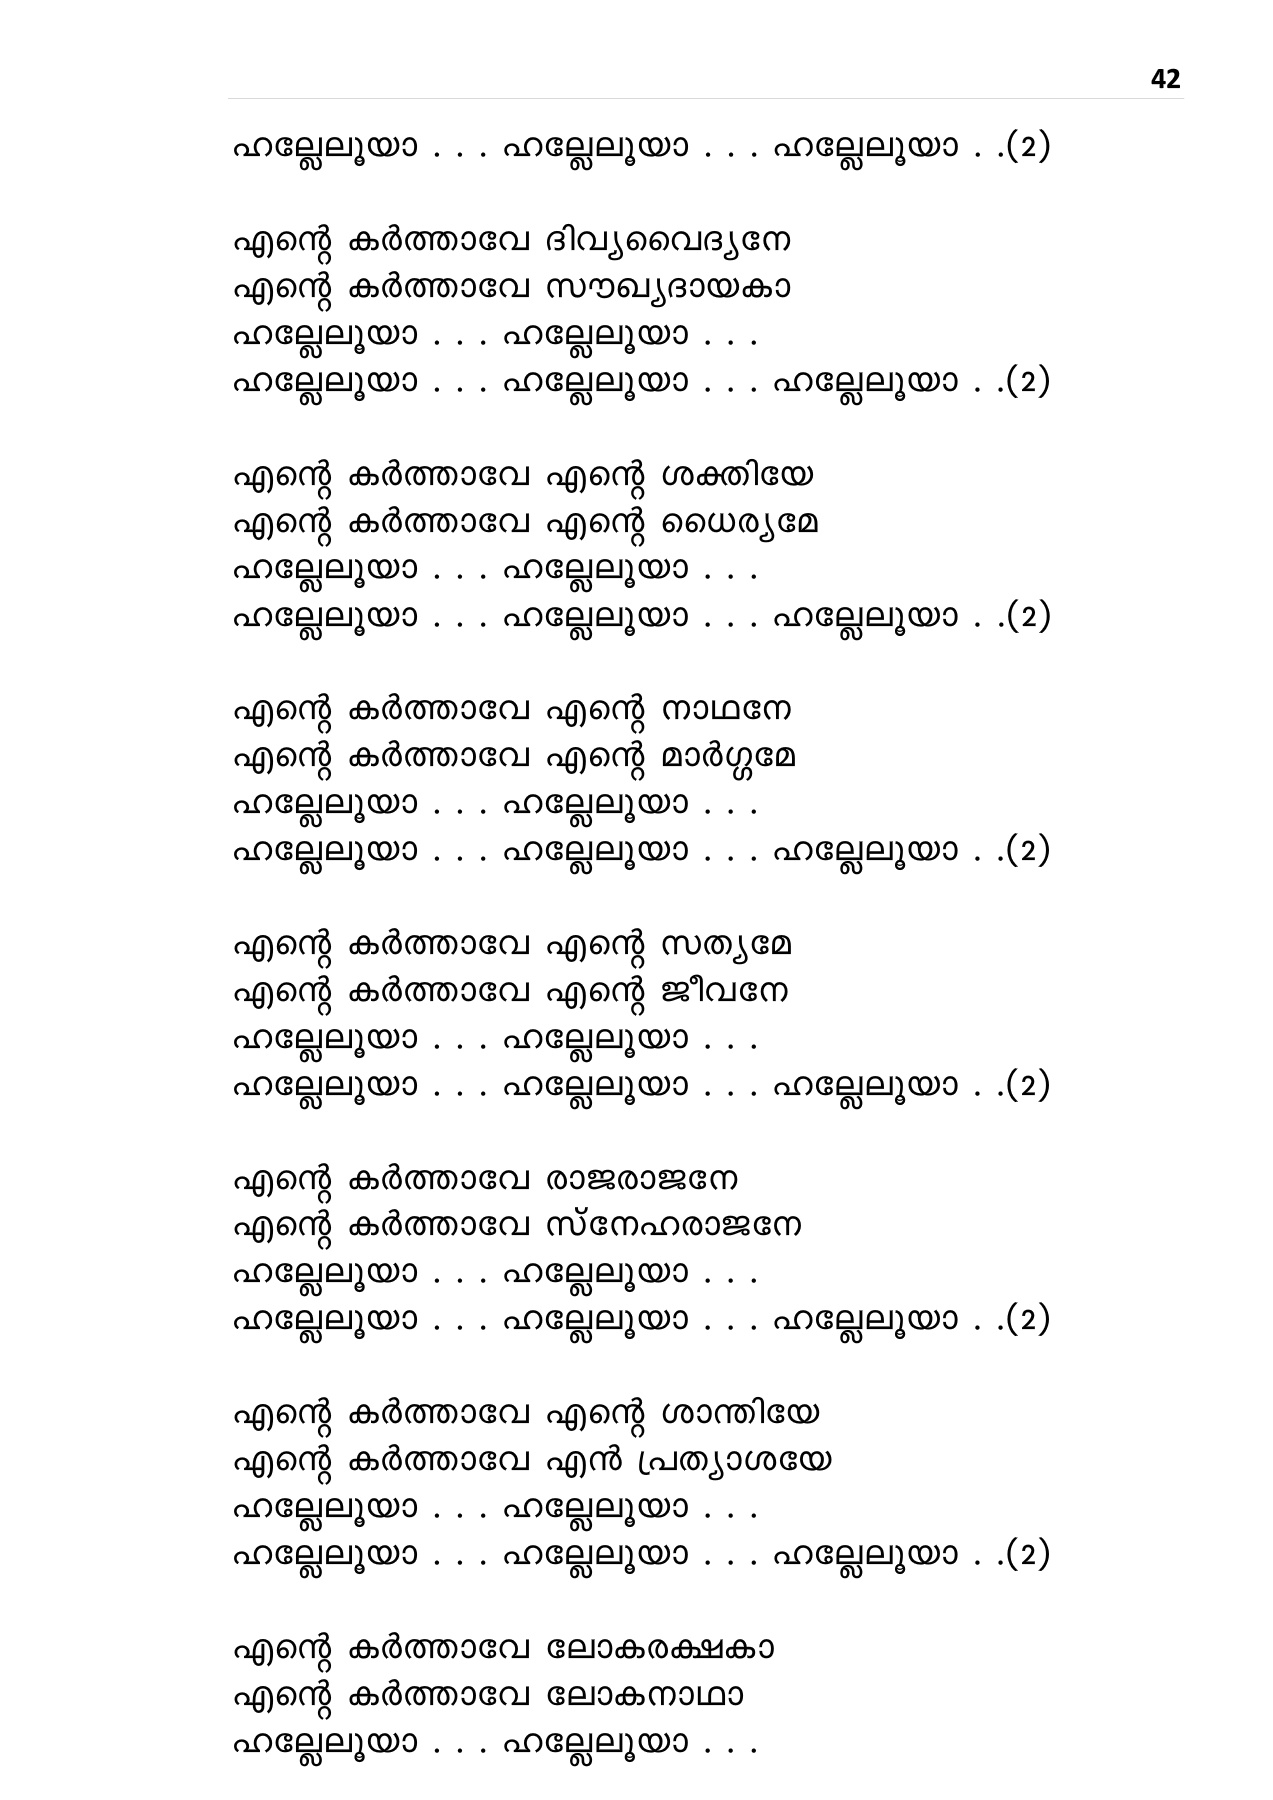 42
ഹല്ലേലൂയാ . . . ഹല്ലേലൂയാ . . . ഹല്ലേലൂയാ . .(2)
എന്റെ കർത്താവേ ദിവ്യവൈദ്യനേ
എന്റെ കർത്താവേ സൗഖ്യദായകാ
ഹല്ലേലൂയാ . . . ഹല്ലേലൂയാ . . .
ഹല്ലേലൂയാ . . . ഹല്ലേലൂയാ . . . ഹല്ലേലൂയാ . .(2)
എന്റെ കർത്താവേ എന്റെ ശക്തിയേ
എന്റെ കർത്താവേ എന്റെ ധൈര്യമേ
ഹല്ലേലൂയാ . . . ഹല്ലേലൂയാ . . .
ഹല്ലേലൂയാ . . . ഹല്ലേലൂയാ . . . ഹല്ലേലൂയാ . .(2)
എന്റെ കർത്താവേ എന്റെ നാഥനേ
എന്റെ കർത്താവേ എന്റെ മാർഗ്ഗമേ
ഹല്ലേലൂയാ . . . ഹല്ലേലൂയാ . . .
ഹല്ലേലൂയാ . . . ഹല്ലേലൂയാ . . . ഹല്ലേലൂയാ . .(2)
എന്റെ കർത്താവേ എന്റെ സത്യമേ
എന്റെ കർത്താവേ എന്റെ ജീവനേ
ഹല്ലേലൂയാ . . . ഹല്ലേലൂയാ . . .
ഹല്ലേലൂയാ . . . ഹല്ലേലൂയാ . . . ഹല്ലേലൂയാ . .(2)
എന്റെ കർത്താവേ രാജരാജനേ
എന്റെ കർത്താവേ സ്നേഹരാജനേ
ഹല്ലേലൂയാ . . . ഹല്ലേലൂയാ . . .
ഹല്ലേലൂയാ . . . ഹല്ലേലൂയാ . . . ഹല്ലേലൂയാ . .(2)
എന്റെ കർത്താവേ എന്റെ ശാന്തിയേ
എന്റെ കർത്താവേ എൻ പ്രത്യാശയേ
ഹല്ലേലൂയാ . . . ഹല്ലേലൂയാ . . .
ഹല്ലേലൂയാ . . . ഹല്ലേലൂയാ . . . ഹല്ലേലൂയാ . .(2)
എന്റെ കർത്താവേ ലോകരക്ഷകാ
എന്റെ കർത്താവേ ലോകനാഥാ
ഹല്ലേലൂയാ . . . ഹല്ലേലൂയാ . . .